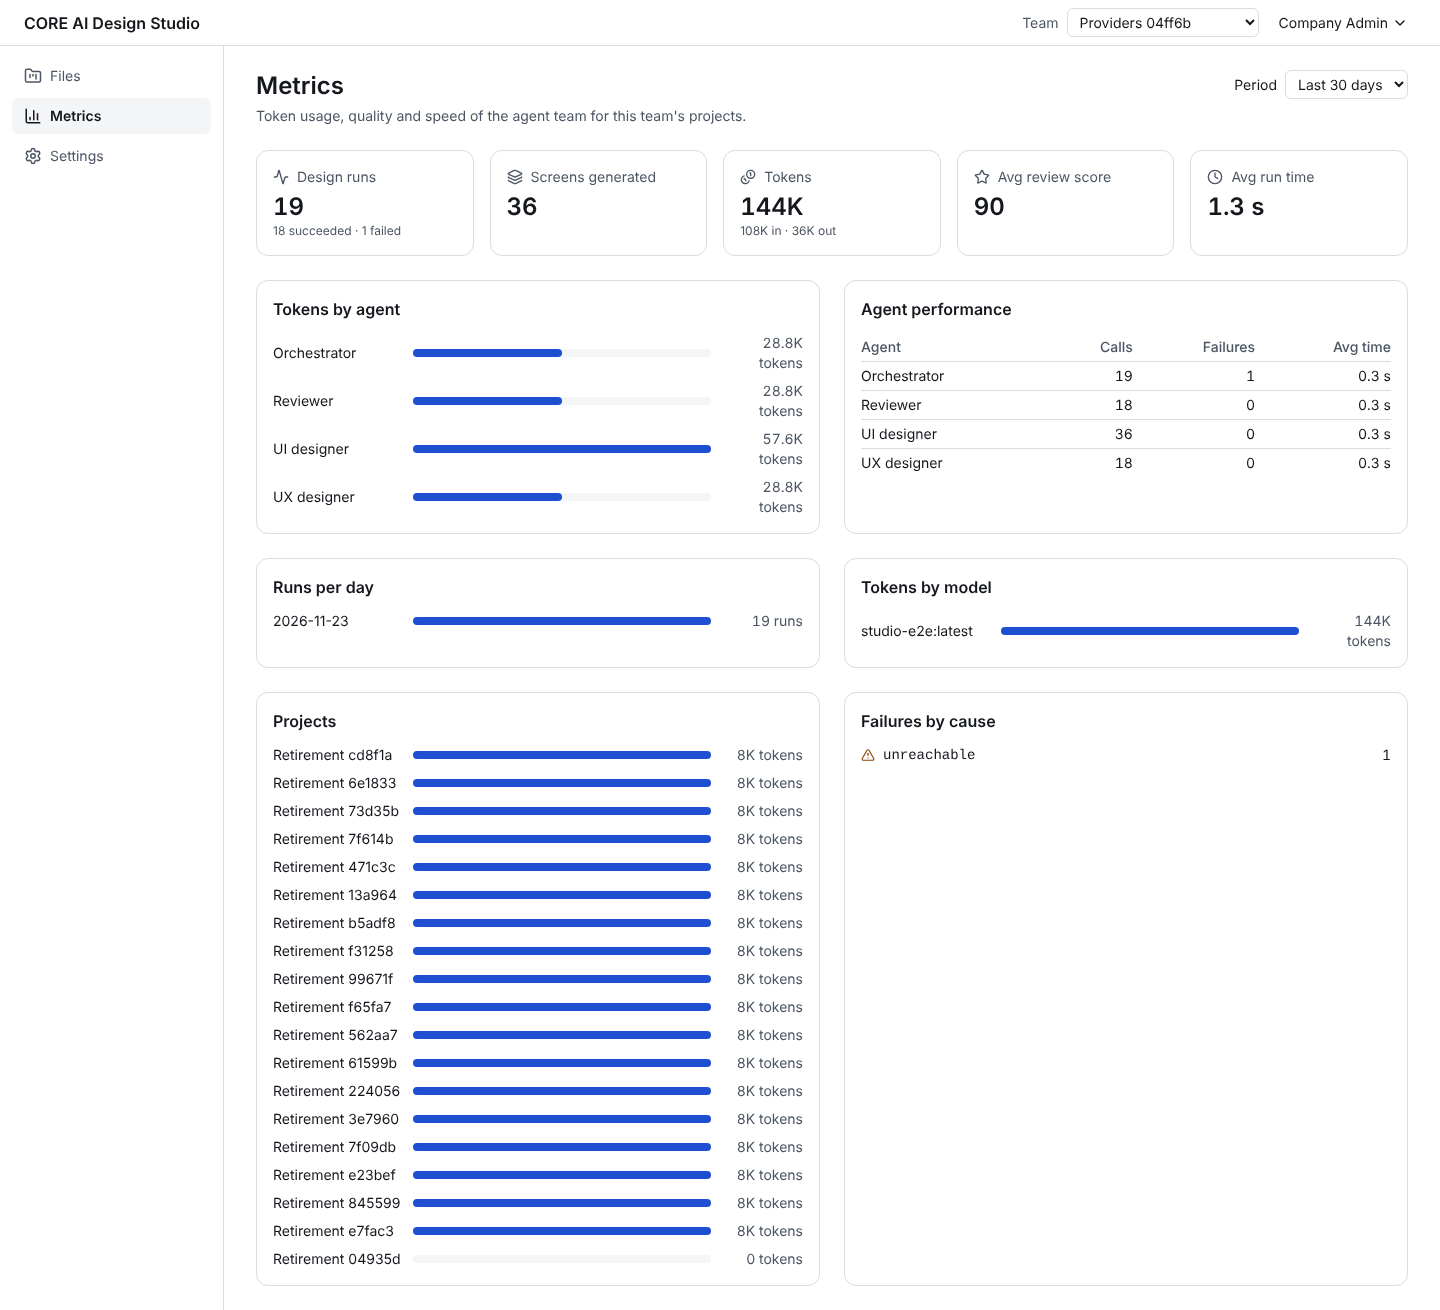 CORE AI Design Studio
Team
Providers 04ff6b
Company Admin
Files
Metrics
Settings
Metrics
Period
Last 30 days
Token usage, quality and speed of the agent team for this team's projects.
Design runs
19
18 succeeded · 1 failed
Screens generated
36
Tokens
144K
108K in · 36K out
Avg review score
90
Avg run time
1.3 s
Tokens by agent
Orchestrator
28.8K
tokens
Reviewer
28.8K
tokens
UI designer
57.6K
tokens
UX designer
28.8K
tokens
Agent performance
Agent Calls Failures Avg time
Orchestrator 19 1 0.3 s
Reviewer 18 0 0.3 s
UI designer 36 0 0.3 s
UX designer 18 0 0.3 s
Runs per day
2026-11-23 19 runs
Tokens by model
studio-e2e:latest
144K
tokens
Projects
Retirement cd8f1a 8K tokens
Retirement 6e1833 8K tokens
Retirement 73d35b 8K tokens
Retirement 7f614b 8K tokens
Retirement 471c3c 8K tokens
Retirement 13a964 8K tokens
Retirement b5adf8 8K tokens
Retirement f31258 8K tokens
Retirement 99671f 8K tokens
Retirement f65fa7 8K tokens
Retirement 562aa7 8K tokens
Retirement 61599b 8K tokens
Retirement 224056 8K tokens
Retirement 3e7960 8K tokens
Retirement 7f09db 8K tokens
Retirement e23bef 8K tokens
Retirement 845599 8K tokens
Retirement e7fac3 8K tokens
Retirement 04935d 0 tokens
Failures by cause
unreachable 1